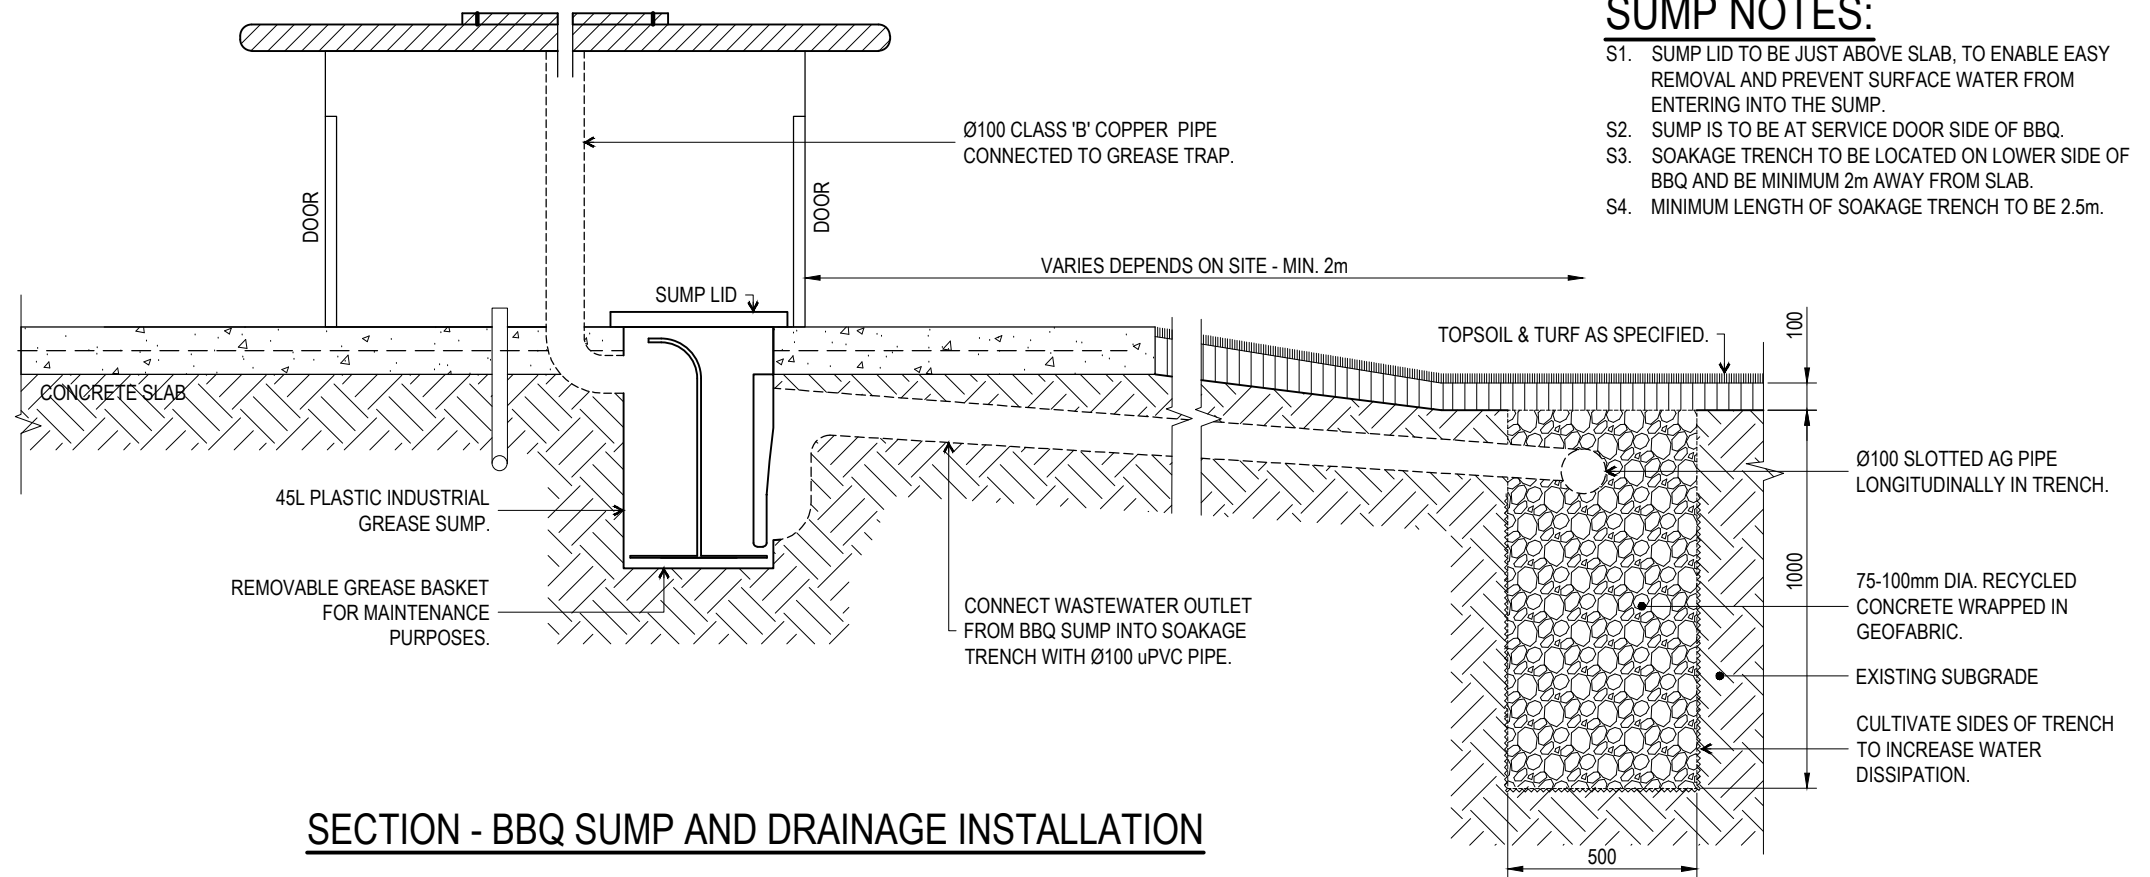 SUMP NOTES:
S1. SUMP LID TO BE JUST ABOVE SLAB, TO ENABLE EASY
REMOVAL AND PREVENT SURFACE WATER FROM
ENTERING INTO THE SUMP.
S2. SUMP IS TO BE AT SERVICE DOOR SIDE OF BBQ.
S3. SOAKAGE TRENCH TO BE LOCATED ON LOWER SIDE OF
BBQ AND BE MINIMUM 2m AWAY FROM SLAB.
S4. MINIMUM LENGTH OF SOAKAGE TRENCH TO BE 2.5m.
Ø100 CLASS 'B' COPPER PIPE
CONNECTED TO GREASE TRAP.
DOOR
DOOR
VARIES DEPENDS ON SITE - MIN. 2m
SUMP LID
TOPSOIL & TURF AS SPECIFIED.
100
CONCRETE SLAB
45L PLASTIC INDUSTRIAL
GREASE SUMP.
REMOVABLE GREASE BASKET
FOR MAINTENANCE
PURPOSES.
CONNECT WASTEWATER OUTLET
FROM BBQ SUMP INTO SOAKAGE
TRENCH WITH Ø100 uPVC PIPE.
Ø100 SLOTTED AG PIPE
LONGITUDINALLY IN TRENCH.
1000
75-100mm DIA. RECYCLED
CONCRETE WRAPPED IN
GEOFABRIC.
EXISTING SUBGRADE
CULTIVATE SIDES OF TRENCH
TO INCREASE WATER
DISSIPATION.
500
SECTION - BBQ SUMP AND DRAINAGE INSTALLATION